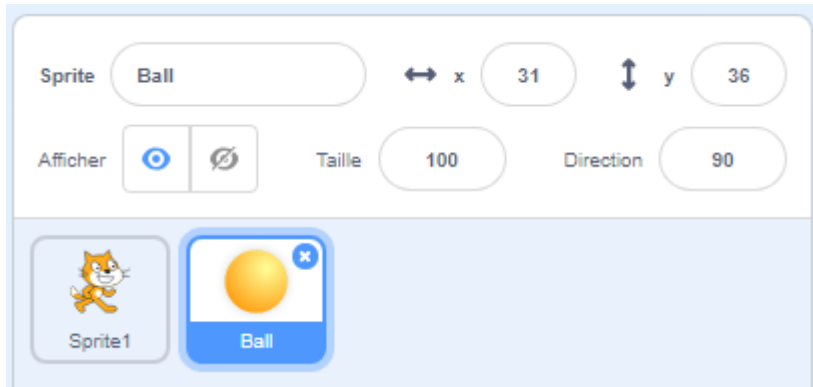 Sprite Ball x 31 y 36
Afficher Taille 100 Direction 90
Sprite1 Ball